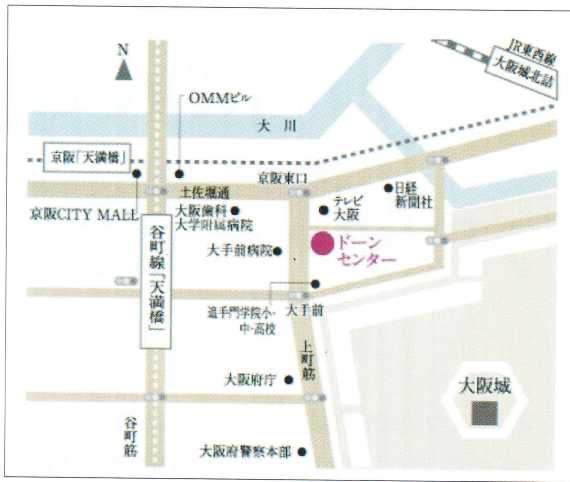 JR東西線
大阪城北詰
N
OMMビル
大川
京阪「天満橋」
京阪東口
土佐堀通
京阪CITY MALL
大阪歯科
大学附属病院
テレビ
大阪
日経
新聞社
谷町線「天満橋」
大手前病院
ドーン
センター
追手門学院小・
中・高校
大手前
上町筋
大阪府庁
大阪城
谷町筋
大阪府警察本部